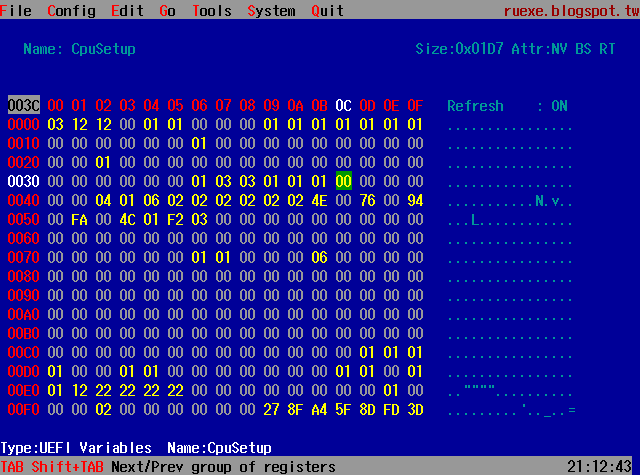 File Config Edit Go Tools System Quit ruexe.blogspot.tw
Name: CpuSetup Size:0x01D7 Attr:NV BS RT
003C 00 01 02 03 04 05 06 07 08 09 0A 0B 0C 0D 0E 0F Refresh : ON
0000 03 12 12 00 01 01 00 00 00 01 01 01 01 01 01 01 ................
0010 00 00 00 00 00 00 01 00 00 00 00 00 00 00 00 00 ................
0020 00 00 01 00 00 00 00 00 00 00 00 00 00 00 00 00 ................
0030 00 00 00 00 00 00 01 03 03 01 01 01 00 00 00 00 ................
0040 00 00 04 01 06 02 02 02 02 02 02 4E 00 76 00 94 ...........N.v..
0050 00 FA 00 4C 01 F2 03 00 00 00 00 00 00 00 00 00 ...L............
0060 00 00 00 00 00 00 00 00 00 00 00 00 00 00 00 00 ................
0070 00 00 00 00 00 00 01 01 00 00 00 06 00 00 00 00 ................
0080 00 00 00 00 00 00 00 00 00 00 00 00 00 00 00 00 ................
0090 00 00 00 00 00 00 00 00 00 00 00 00 00 00 00 00 ................
00A0 00 00 00 00 00 00 00 00 00 00 00 00 00 00 00 00 ................
00B0 00 00 00 00 00 00 00 00 00 00 00 00 00 00 00 00 ................
00C0 00 00 00 00 00 00 00 00 00 00 00 00 00 01 01 01 ................
00D0 01 00 00 01 01 00 00 00 00 00 00 00 01 01 00 01 ................
00E0 01 12 22 22 22 22 00 00 00 00 00 00 00 00 01 00 ..""""..........
00F0 00 00 02 00 00 00 00 00 00 27 8F A4 5F 8D FD 3D .........'.._..=
Type:UEFI Variables Name:CpuSetup
TAB Shift+TAB Next/Prev group of registers 21:12:43